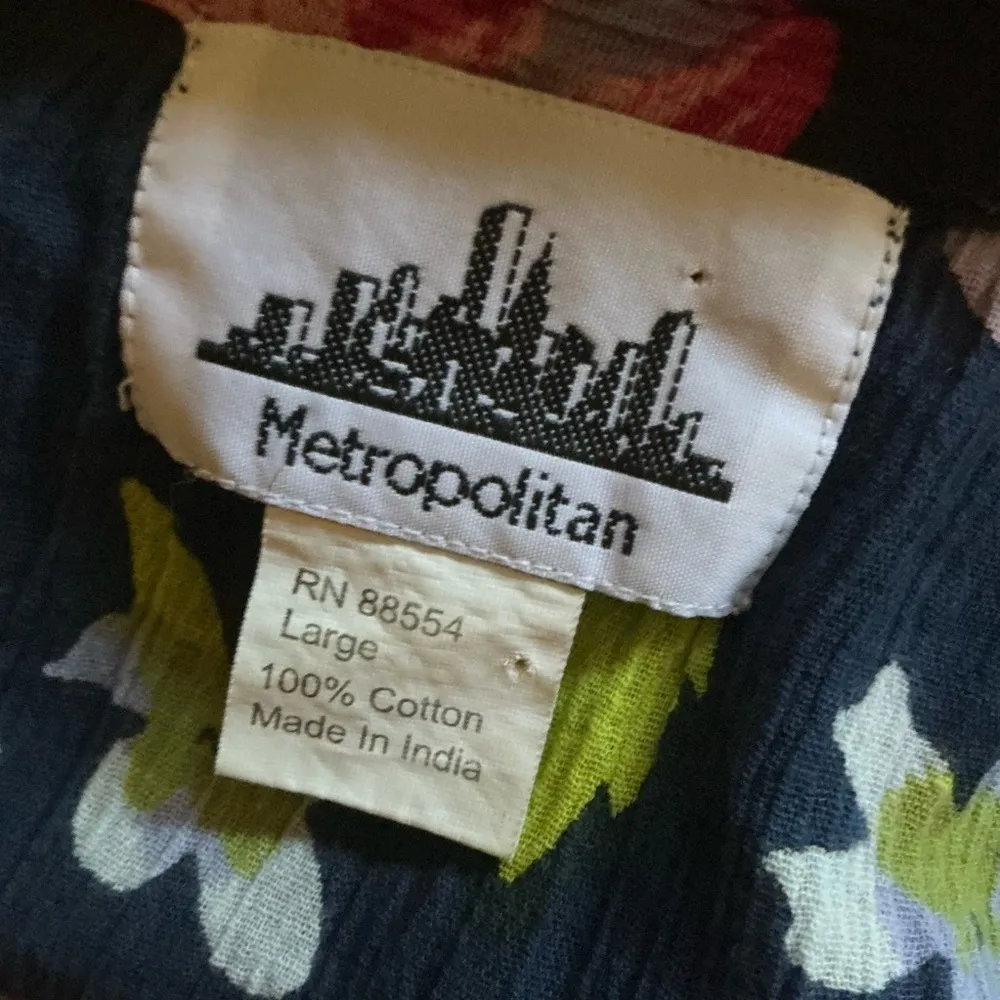 Metropolitan
RN 88554
Large
100% Cotton
Made In India